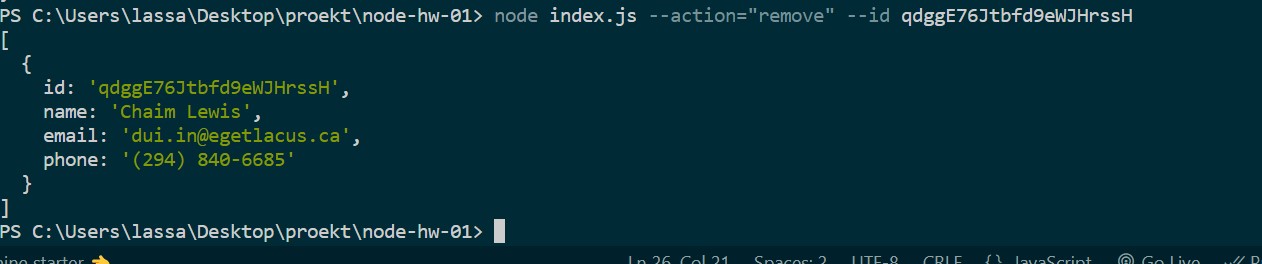 PS C:\Users\lassa\Desktop\proekt\node-hw-01> node index.js --action="remove" --id qdggE76Jtbfd9eWJHrssH
[
  {
    id: 'qdggE76Jtbfd9eWJHrssH',
    name: 'Chaim Lewis',
    email: 'dui.in@egetlacus.ca',
    phone: '(294) 840-6685'
  }
]
PS C:\Users\lassa\Desktop\proekt\node-hw-01>
starter 👈 Ln 26, Col 21 Spaces: 2 UTF-8 CRLF {} JavaScript Go Live